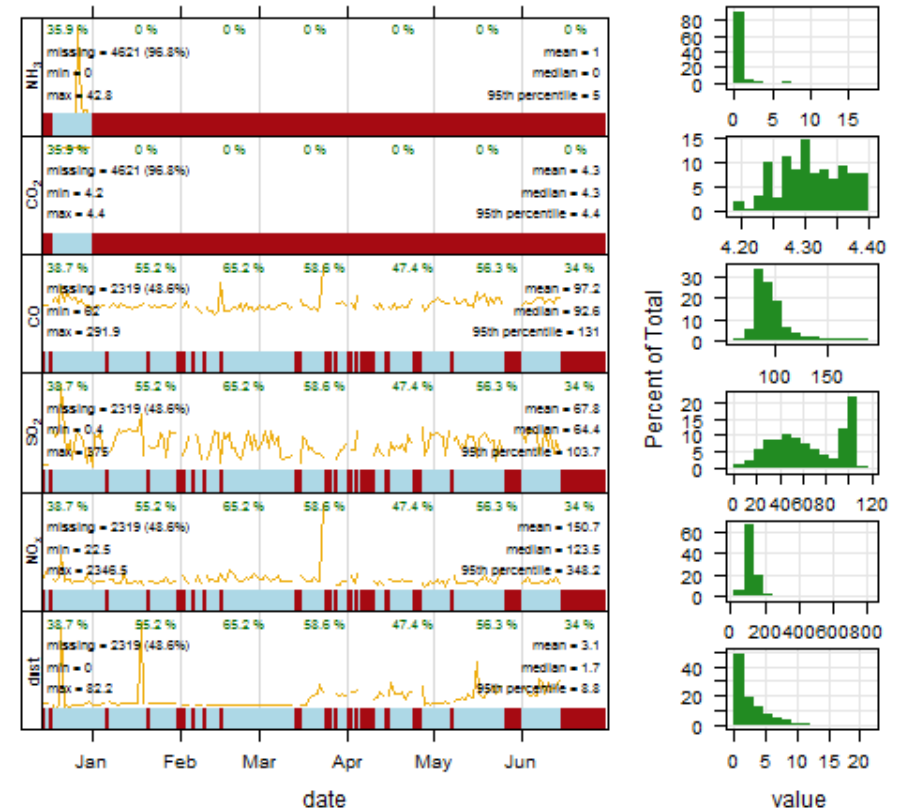 35.9 % 0 % 0 % 0 % 0 % 0 % 0 %
missing = 4621 (96.8%) mean = 1
min = 0 median = 0
max = 42.8 95th percentile = 5
NH3
35.9 % 0 % 0 % 0 % 0 % 0 % 0 %
missing = 4621 (96.8%) mean = 4.3
min = 4.2 median = 4.3
max = 4.4 95th percentile = 4.4
CO2
38.7 % 55.2 % 65.2 % 58.6 % 47.4 % 56.3 % 34 %
missing = 2319 (48.6%) mean = 97.2
min = 62 median = 92.6
max = 291.9 95th percentile = 131
CO
38.7 % 55.2 % 65.2 % 58.6 % 47.4 % 56.3 % 34 %
missing = 2319 (48.6%) mean = 67.8
min = 0.4 median = 64.4
max = 375 95th percentile = 103.7
SO2
38.7 % 55.2 % 65.2 % 58.6 % 47.4 % 56.3 % 34 %
missing = 2319 (48.6%) mean = 150.7
min = 22.5 median = 123.5
max = 2346.5 95th percentile = 348.2
NOx
38.7 % 55.2 % 65.2 % 58.6 % 47.4 % 56.3 % 34 %
missing = 2319 (48.6%) mean = 3.1
min = 0 median = 1.7
max = 82.2 95th percentile = 8.8
dist
Jan Feb Mar Apr May Jun
date
Percent of Total
80
60
40
20
0
0 5 10 15
15
10
5
0
4.20 4.30 4.40
30
20
10
0
100 150
20
15
10
5
0
0 20 40 60 80 120
60
40
20
0
0 200 400 600 800
40
20
0
0 5 10 15 20
value